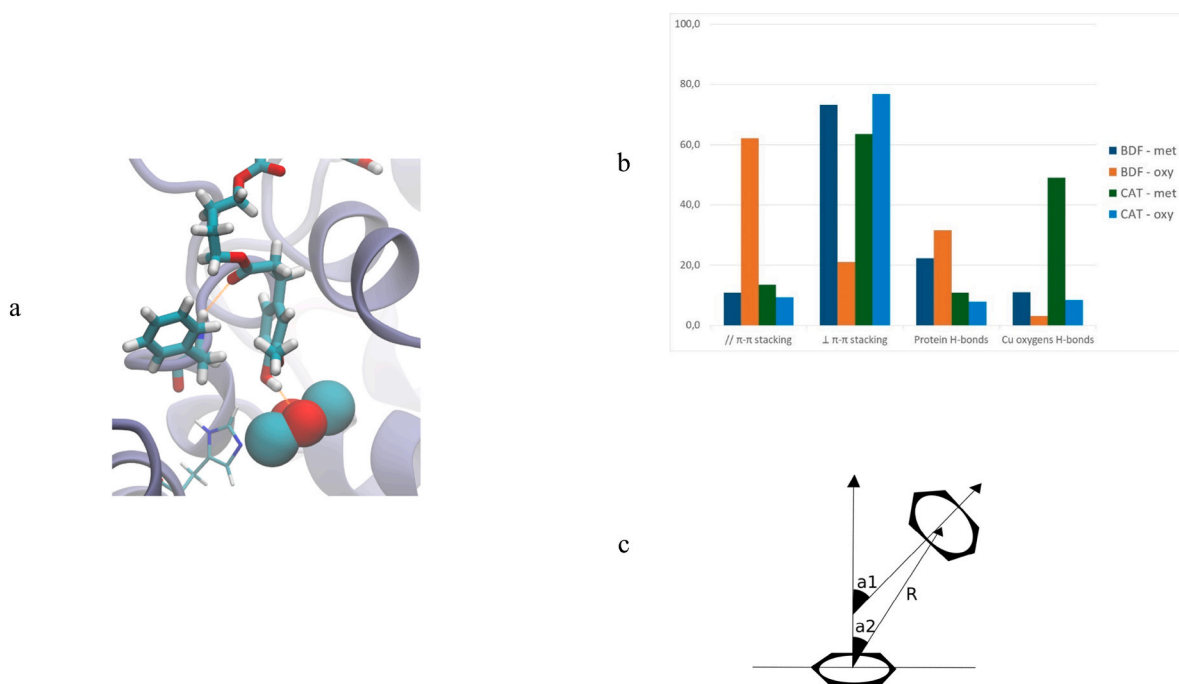 a
b
100,0
80,0
60,0
40,0
20,0
0,0
// π-π stacking
⊥ π-π stacking
Protein H-bonds
Cu oxygens H-bonds
BDF - met
BDF - oxy
CAT - met
CAT - oxy
c
a1
R
a2